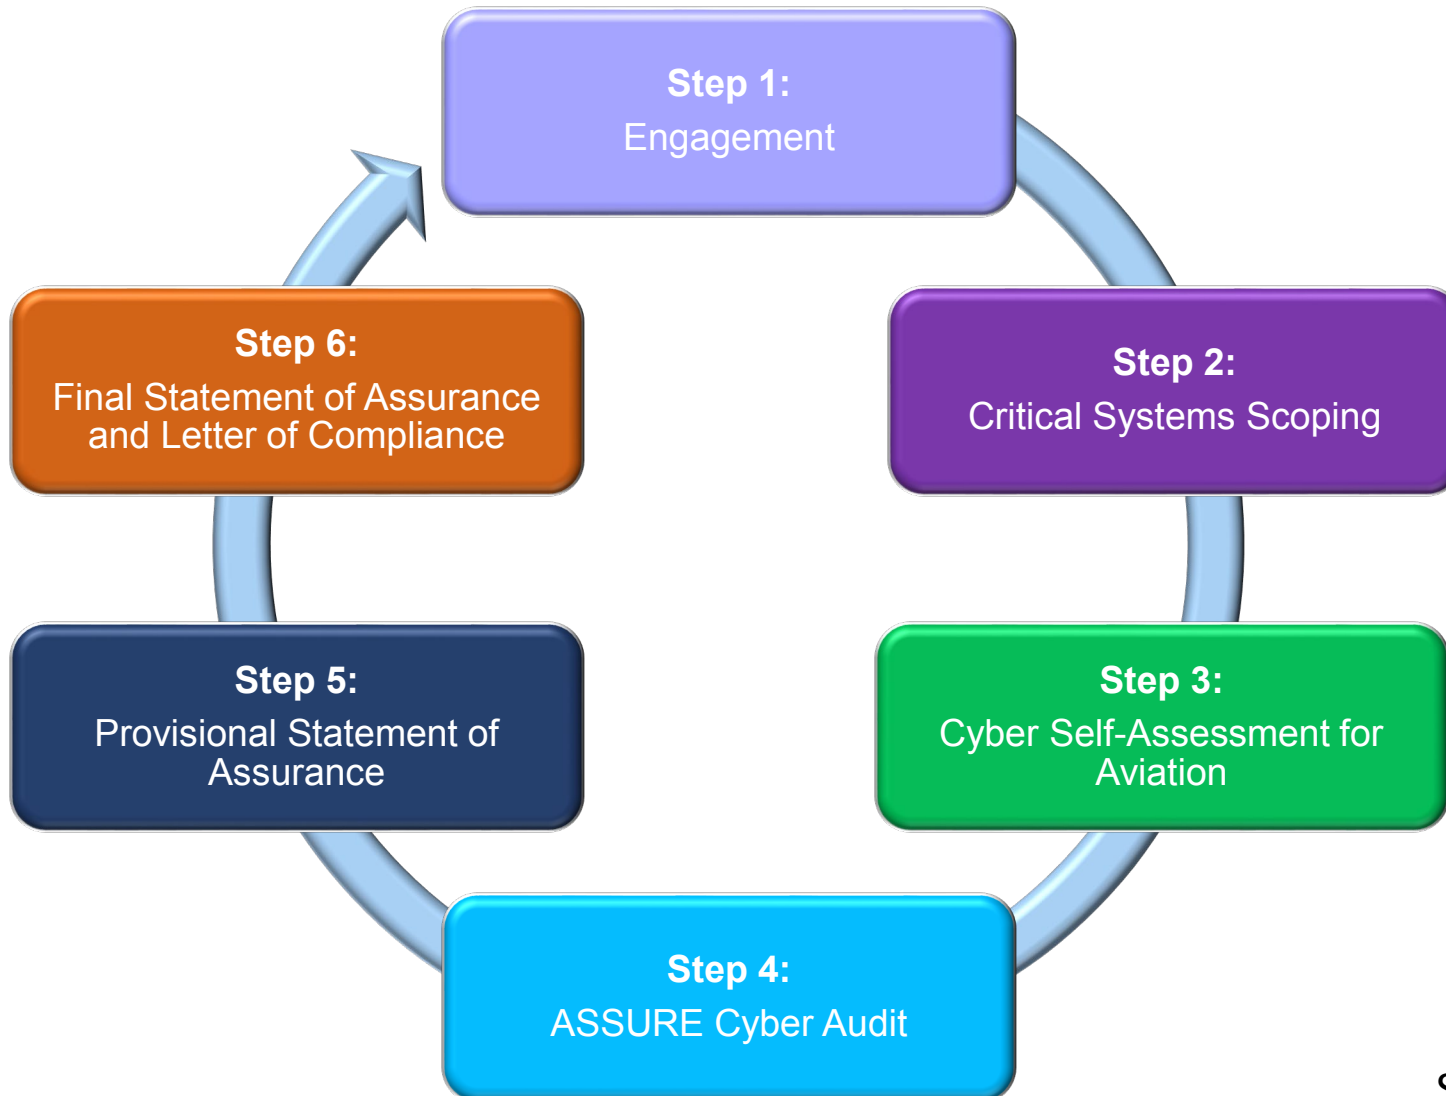 Step 1:
Engagement
Step 2:
Critical Systems Scoping
Step 3:
Cyber Self-Assessment for
Aviation
Step 4:
ASSURE Cyber Audit
Step 5:
Provisional Statement of
Assurance
Step 6:
Final Statement of Assurance
and Letter of Compliance